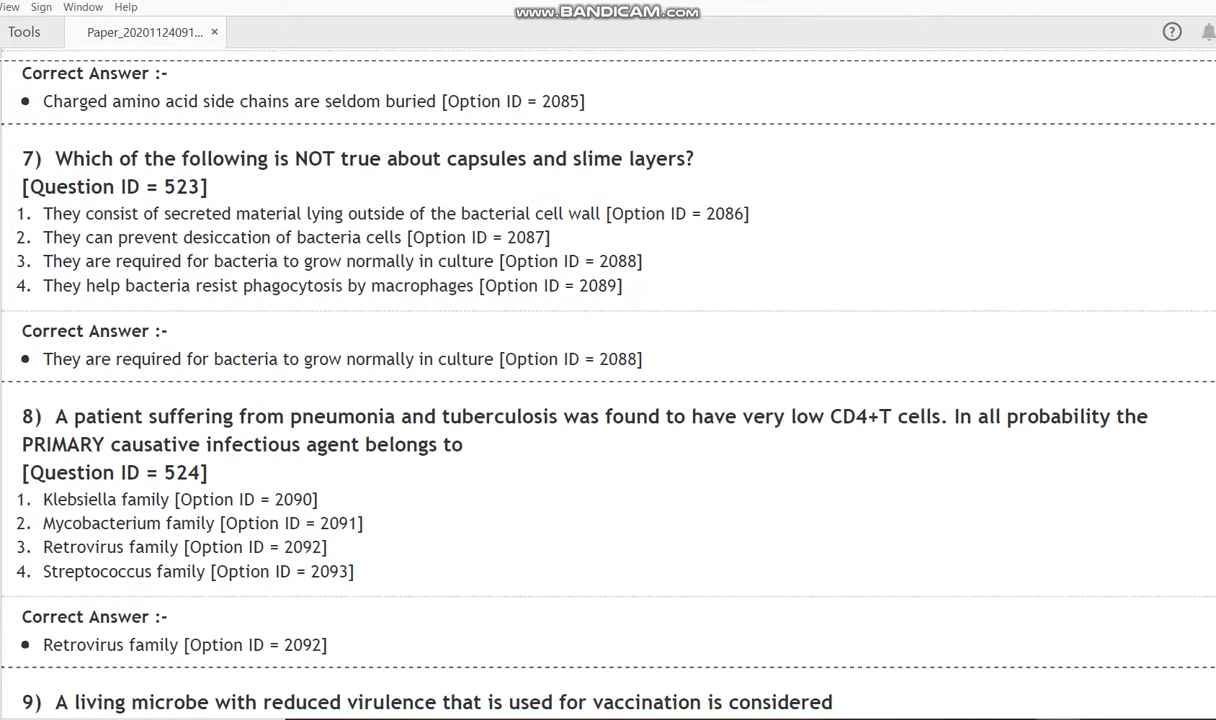 View Sign Window Help
www.BANDICAM.com
Tools Paper_20201124091... ×
?
Correct Answer :-
• Charged amino acid side chains are seldom buried [Option ID = 2085]
7) Which of the following is NOT true about capsules and slime layers?
[Question ID = 523]
1. They consist of secreted material lying outside of the bacterial cell wall [Option ID = 2086]
2. They can prevent desiccation of bacteria cells [Option ID = 2087]
3. They are required for bacteria to grow normally in culture [Option ID = 2088]
4. They help bacteria resist phagocytosis by macrophages [Option ID = 2089]
Correct Answer :-
• They are required for bacteria to grow normally in culture [Option ID = 2088]
8) A patient suffering from pneumonia and tuberculosis was found to have very low CD4+T cells. In all probability the
PRIMARY causative infectious agent belongs to
[Question ID = 524]
1. Klebsiella family [Option ID = 2090]
2. Mycobacterium family [Option ID = 2091]
3. Retrovirus family [Option ID = 2092]
4. Streptococcus family [Option ID = 2093]
Correct Answer :-
• Retrovirus family [Option ID = 2092]
9) A living microbe with reduced virulence that is used for vaccination is considered